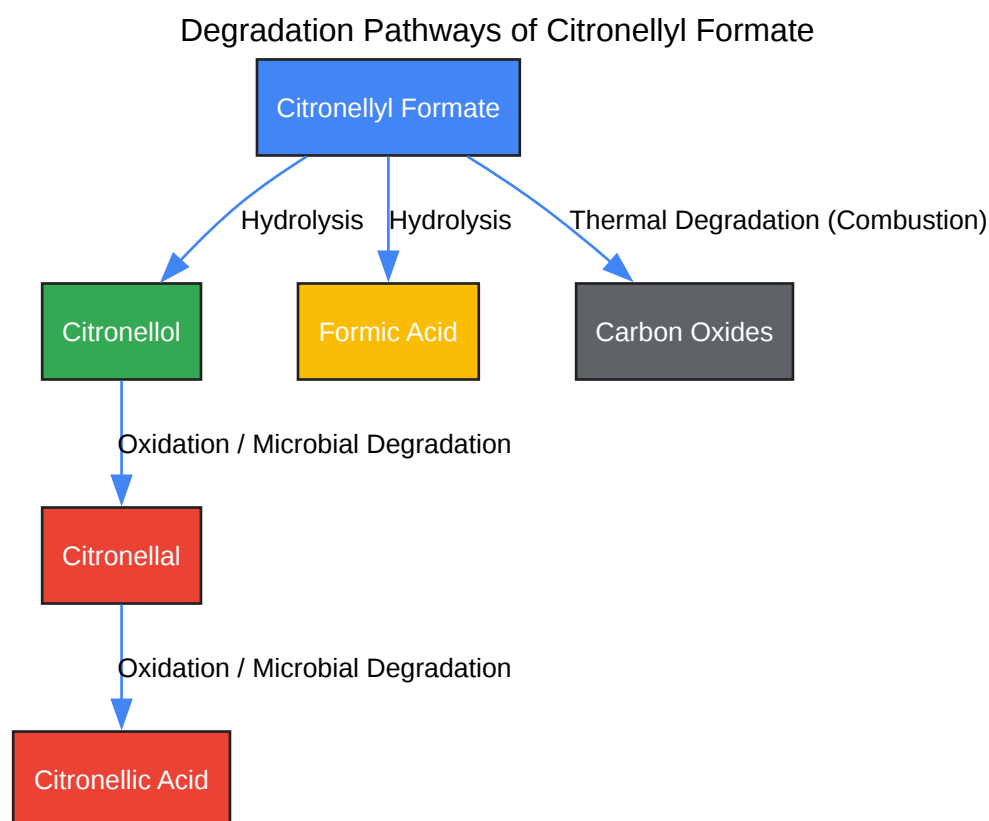 Degradation Pathways of Citronellyl Formate
Citronellyl Formate
Hydrolysis
Hydrolysis
Thermal Degradation (Combustion)
Citronellol
Formic Acid
Carbon Oxides
Oxidation / Microbial Degradation
Citronellal
Oxidation / Microbial Degradation
Citronellic Acid